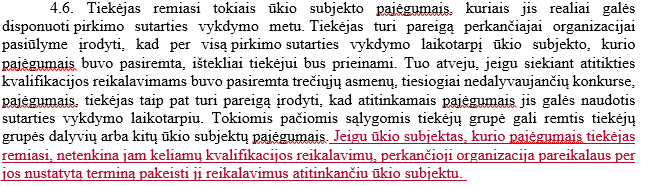 4.6. Tiekėjas remiasi tokiais ūkio subjekto pajėgumais, kuriais jis realiai galės
disponuoti pirkimo sutarties vykdymo metu. Tiekėjas turi pareigą perkančiajai organizacijai
pasiūlyme įrodyti, kad per visą pirkimo sutarties vykdymo laikotarpį ūkio subjekto, kurio
pajėgumais buvo pasiremta, ištekliai tiekėjui bus prieinami. Tuo atveju, jeigu siekiant atitikties
kvalifikacijos reikalavimams buvo pasiremta trečiųjų asmenų, tiesiogiai nedalyvaujančių konkurse,
pajėgumais, tiekėjas taip pat turi pareigą įrodyti, kad atitinkamais pajėgumais jis galės naudotis
sutarties vykdymo laikotarpiu. Tokiomis pačiomis sąlygomis tiekėjų grupė gali remtis tiekėjų
grupės dalyvių arba kitų ūkio subjektų pajėgumais. Jeigu ūkio subjektas, kurio pajėgumais tiekėjas
remiasi, netenkina jam keliamų kvalifikacijos reikalavimų, perkančioji organizacija pareikalaus per
jos nustatytą terminą pakeisti jį reikalavimus atitinkančiu ūkio subjektu.